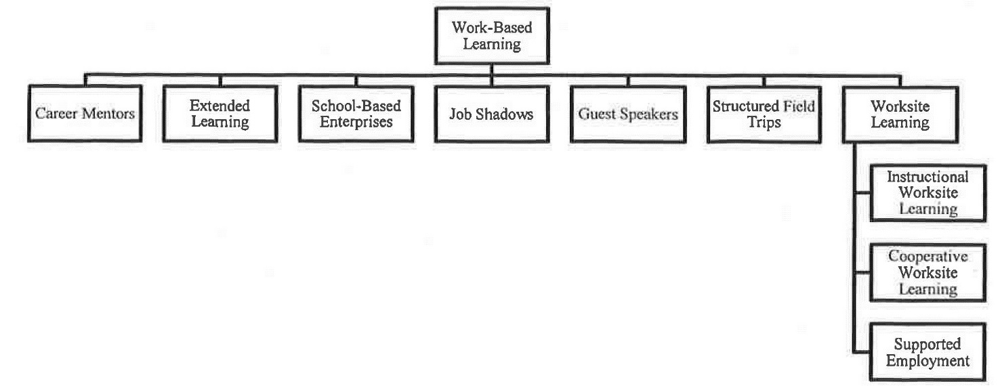 Work-Based
Learning
Career Mentors
Extended
Learning
School-Based
Enterprises
Job Shadows
Guest Speakers
Structured Field
Trips
Worksite
Learning
Instructional
Worksite
Learning
Cooperative
Worksite
Learning
Supported
Employment